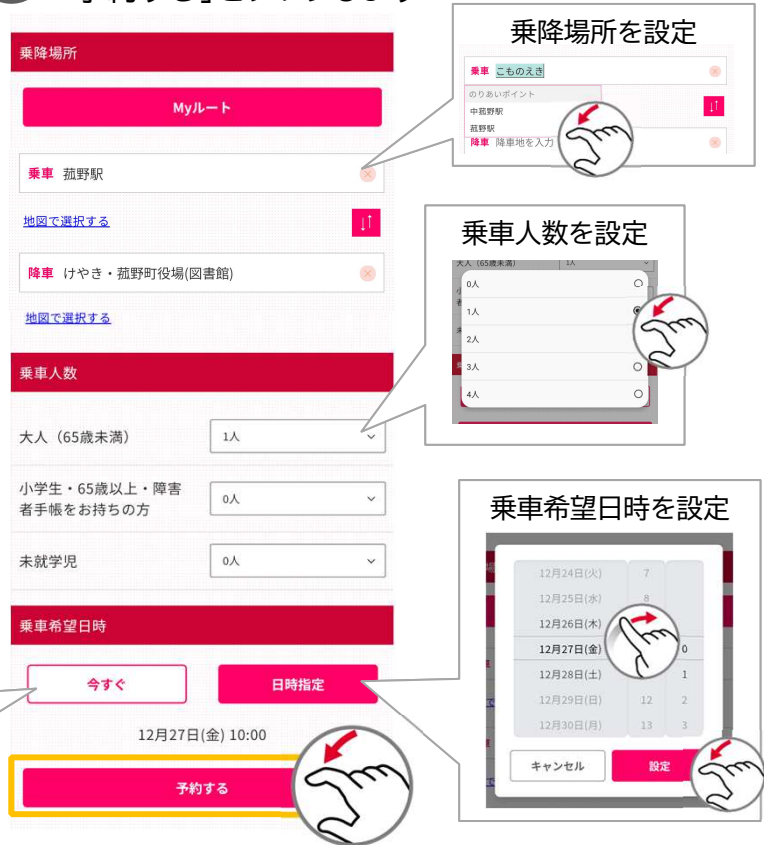 乗降場所
Myルート
乗車 菰野駅
地図で選択する
降車 けやき・菰野町役場(図書館)
地図で選択する
乗車人数
大人（65歳未満） 1人
小学生・65歳以上・障害
者手帳をお持ちの方 0人
未就学児 0人
乗車希望日時
今すぐ 日時指定
12月27日(金) 10:00
予約する
乗降場所を設定
乗車 こものえき
のりあいポイント
中菰野駅
菰野駅
降車 降車地を入力
乗車人数を設定
大人（65歳未満） 1人
0人
1人
2人
3人
4人
乗車希望日時を設定
12月24日(火) 7
12月25日(水) 8
12月26日(木)
12月27日(金) 0
12月28日(土) 1
12月29日(日) 12 2
12月30日(月) 13 3
キャンセル 設定